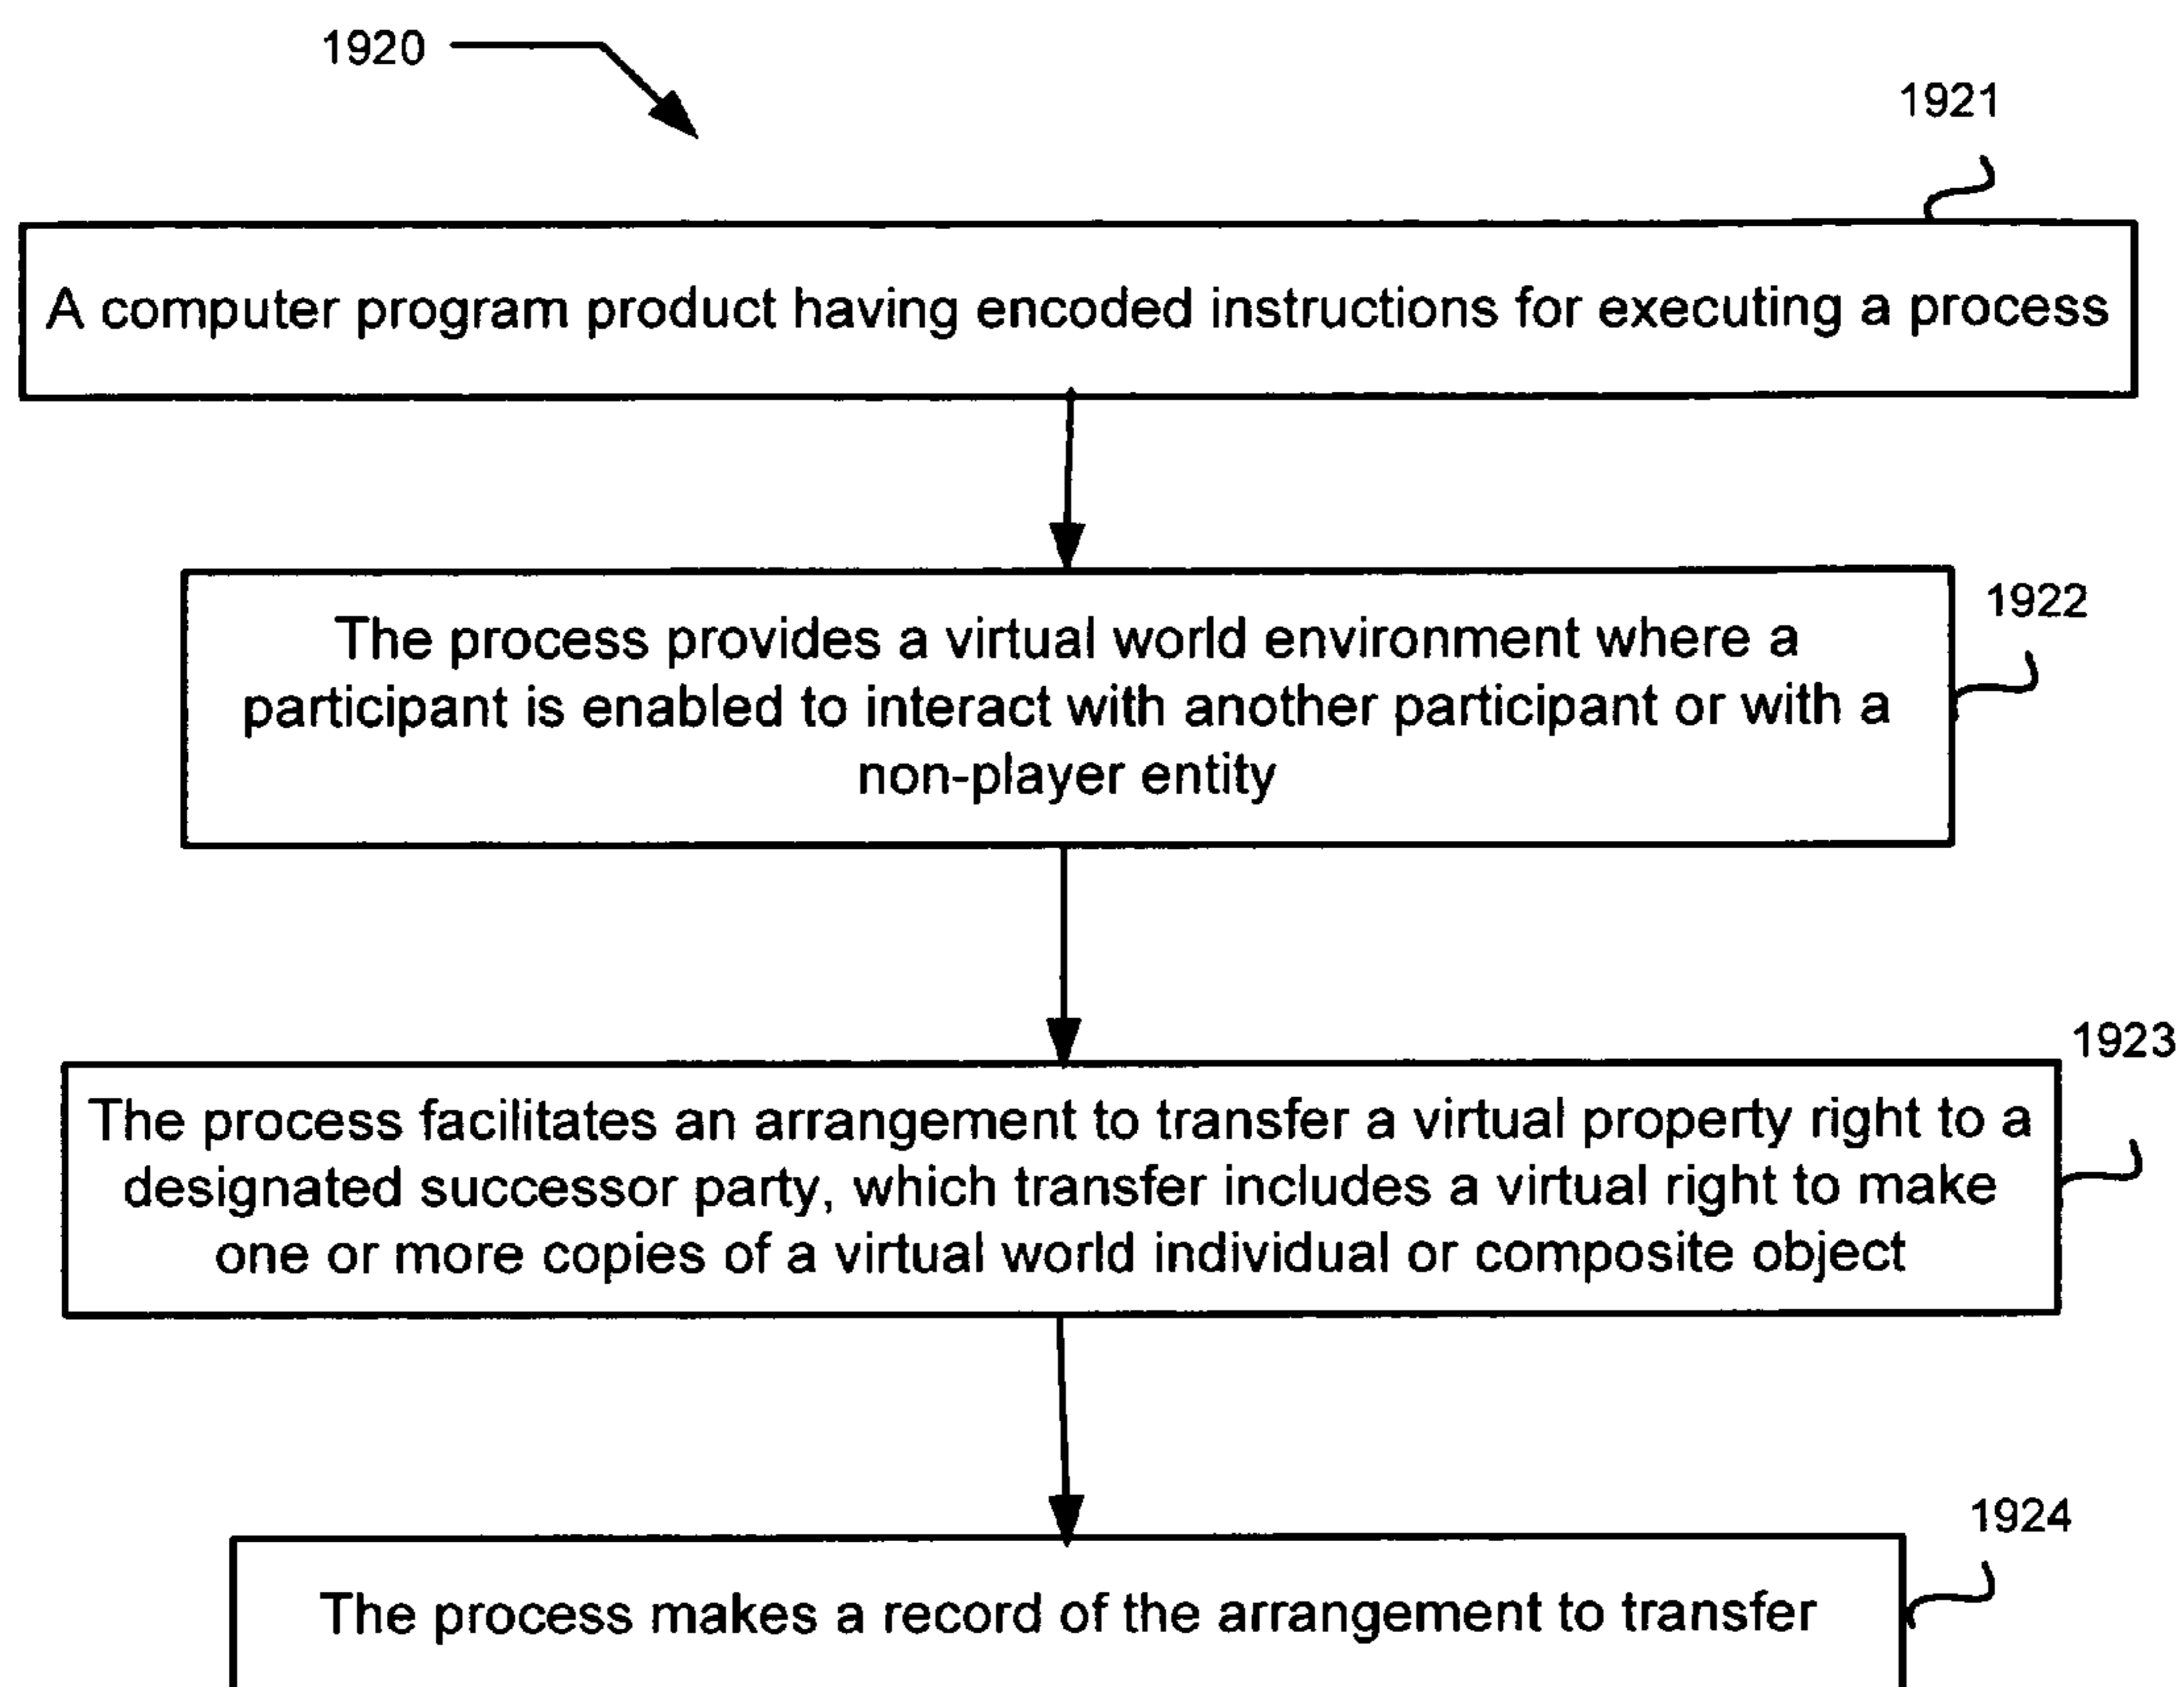 1920
1921
A computer program product having encoded instructions for executing a process
1922
The process provides a virtual world environment where a
participant is enabled to interact with another participant or with a
non-player entity
1923
The process facilitates an arrangement to transfer a virtual property right to a
designated successor party, which transfer includes a virtual right to make
one or more copies of a virtual world individual or composite object
1924
The process makes a record of the arrangement to transfer